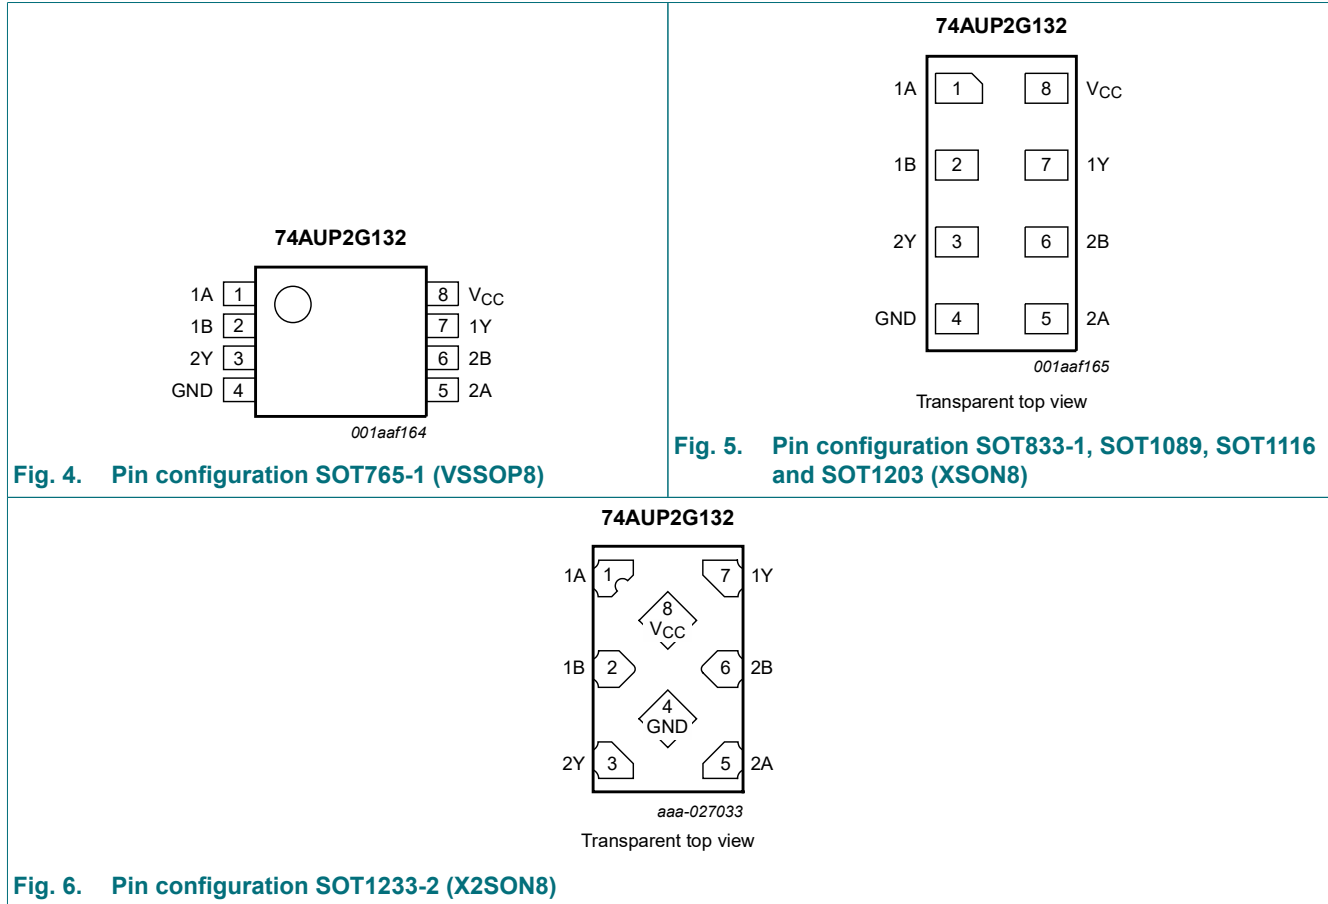 74AUP2G132
1A 1 8 VCC
1B 2 7 1Y
2Y 3 6 2B
GND 4 5 2A
001aaf164
Fig. 4. Pin configuration SOT765-1 (VSSOP8)
74AUP2G132
1A 1 8 VCC
1B 2 7 1Y
2Y 3 6 2B
GND 4 5 2A
001aaf165
Transparent top view
Fig. 5. Pin configuration SOT833-1, SOT1089, SOT1116
and SOT1203 (XSON8)
74AUP2G132
1A 1 7 1Y
8
VCC
1B 2 6 2B
4
GND
2Y 3 5 2A
aaa-027033
Transparent top view
Fig. 6. Pin configuration SOT1233-2 (X2SON8)